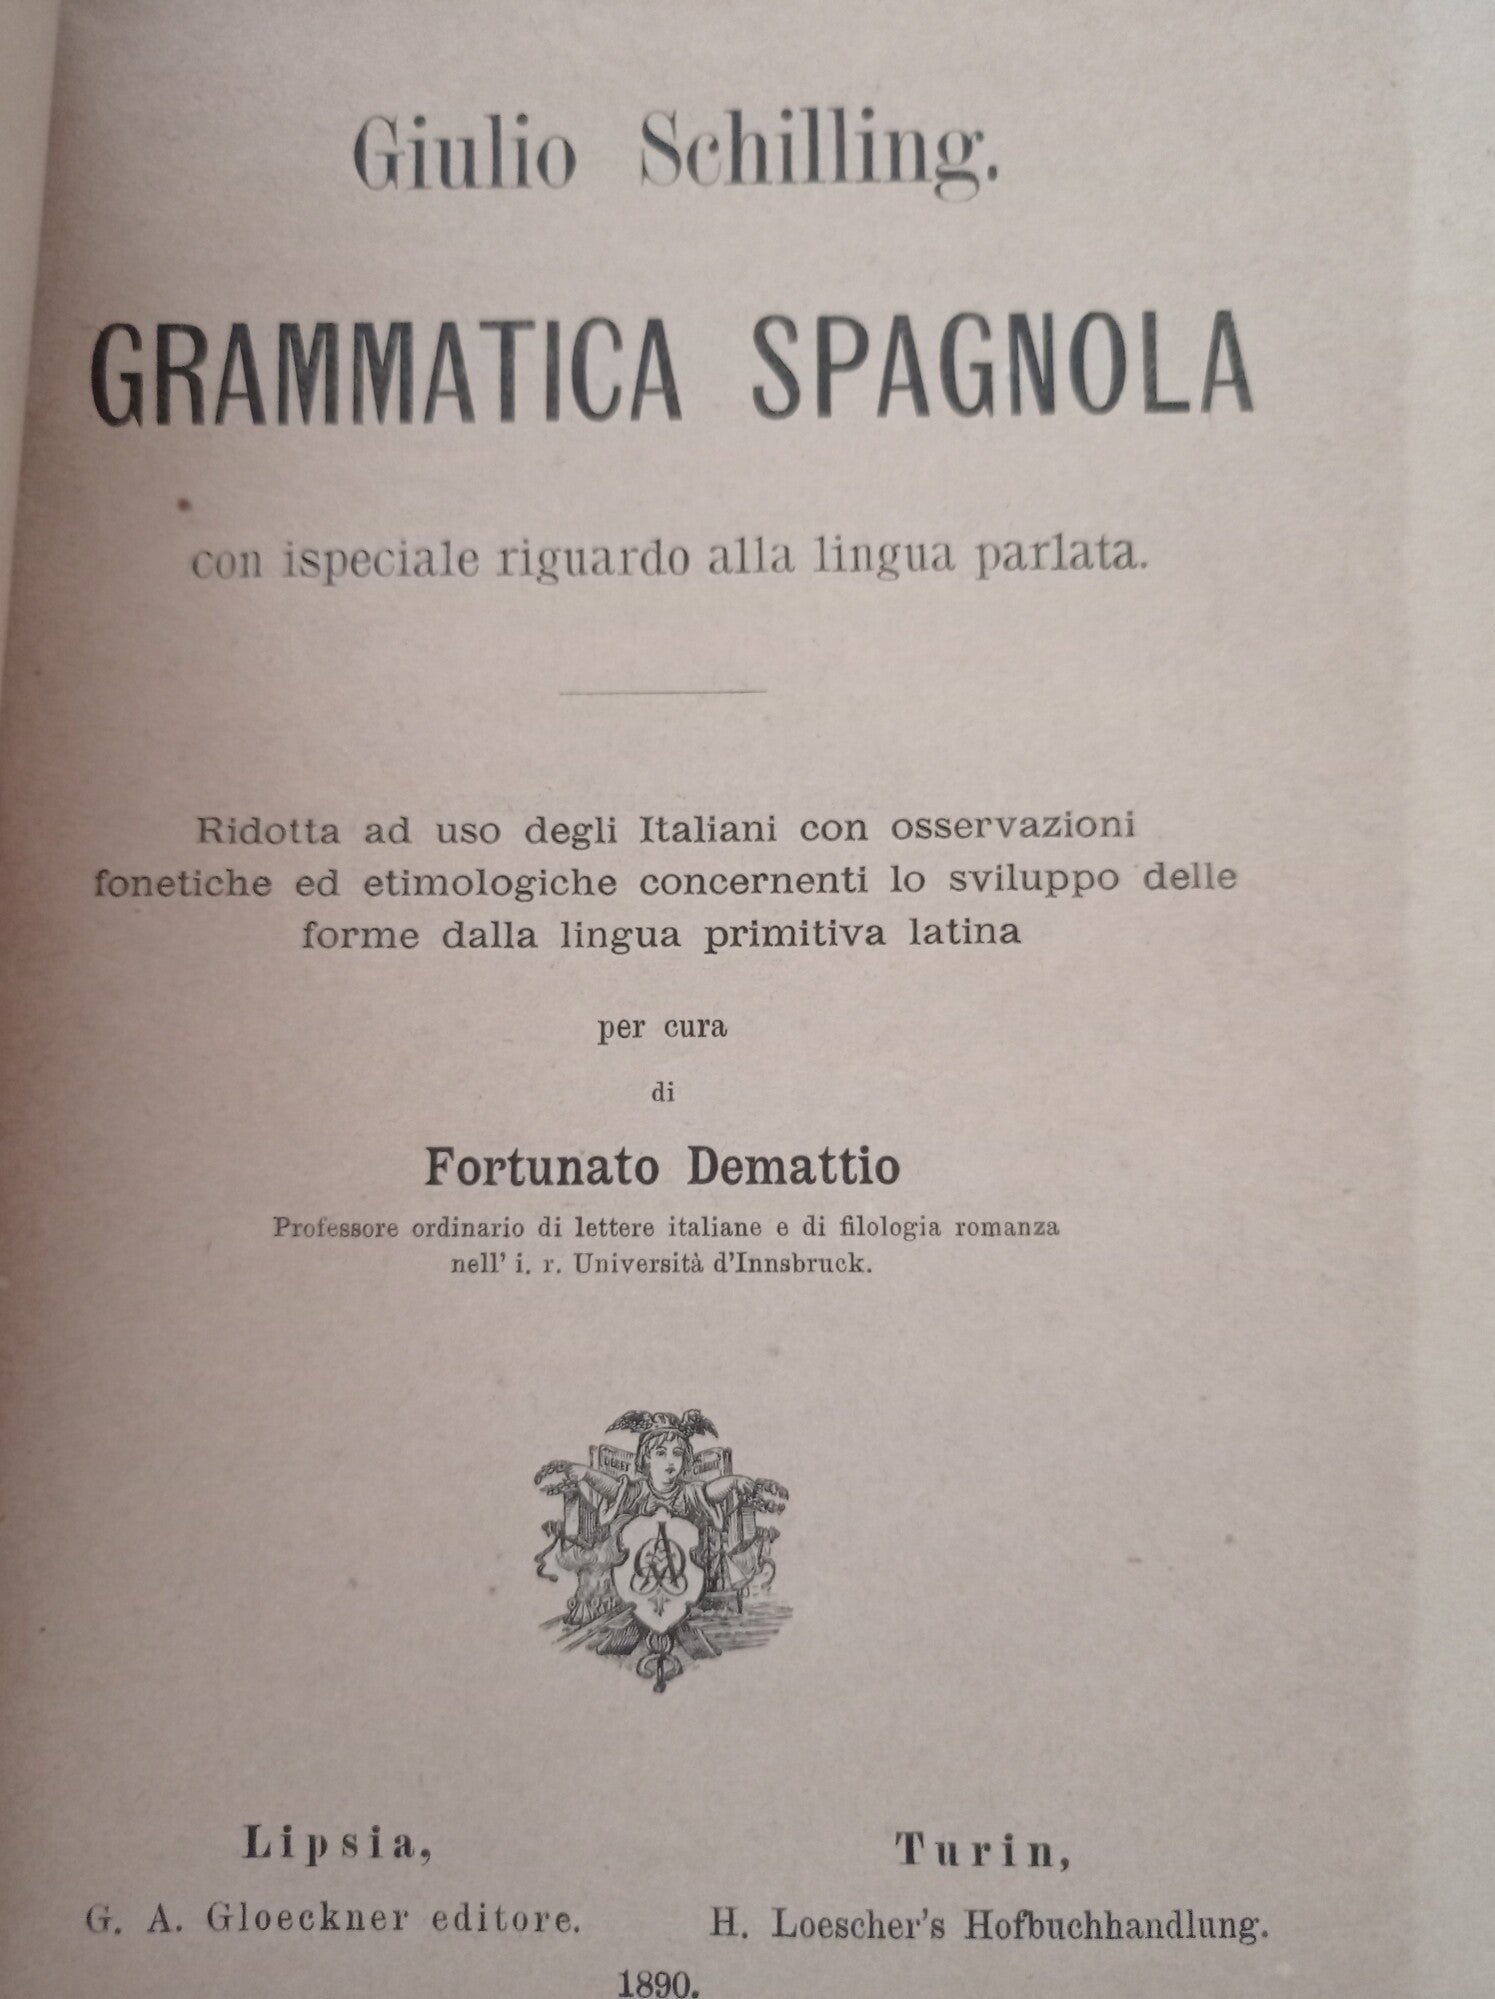 Giulio Schilling.
GRAMMATICA SPAGNOLA
con ispeciale riguardo alla lingua parlata.
Ridotta ad uso degli Italiani con osservazioni
fonetiche ed etimologiche concernenti lo sviluppo delle
forme dalla lingua primitiva latina
per cura
di
Fortunato Demattio
Professore ordinario di lettere italiane e di filologia romanza
nell' i. r. Università d'Innsbruck.
Lipsia,
G. A. Gloeckner editore.
Turin,
H. Loescher's Hofbuchhandlung.
1890.